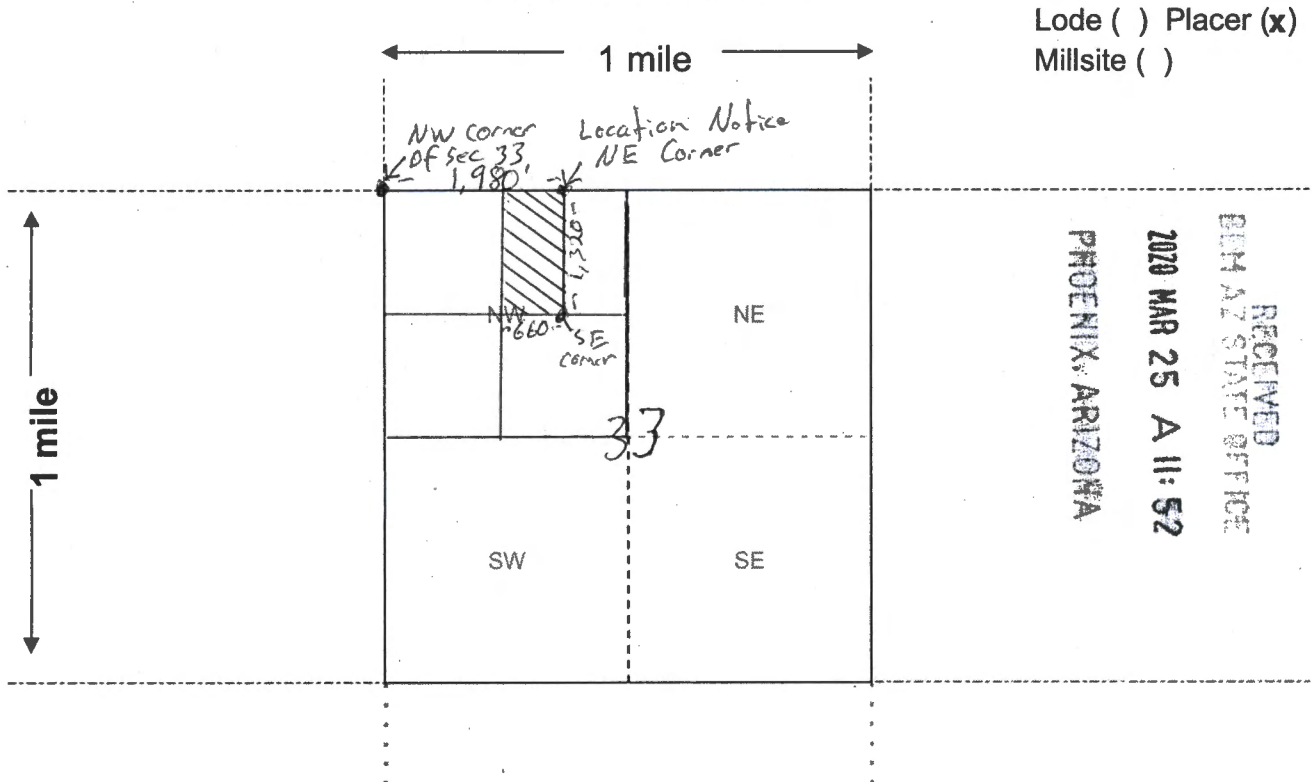 Lode ( ) Placer (x)
Millsite ( )
1 mile
NW Corner
Of Sec 33
1,980'
Location Notice
NE Corner
1,320
NW
660
SE
corner
NE
33
SW
SE
1 mile
RECEIVED
BLM AZ STATE OFFICE
2020 MAR 25 A 11: 52
PHOENIX, ARIZONA